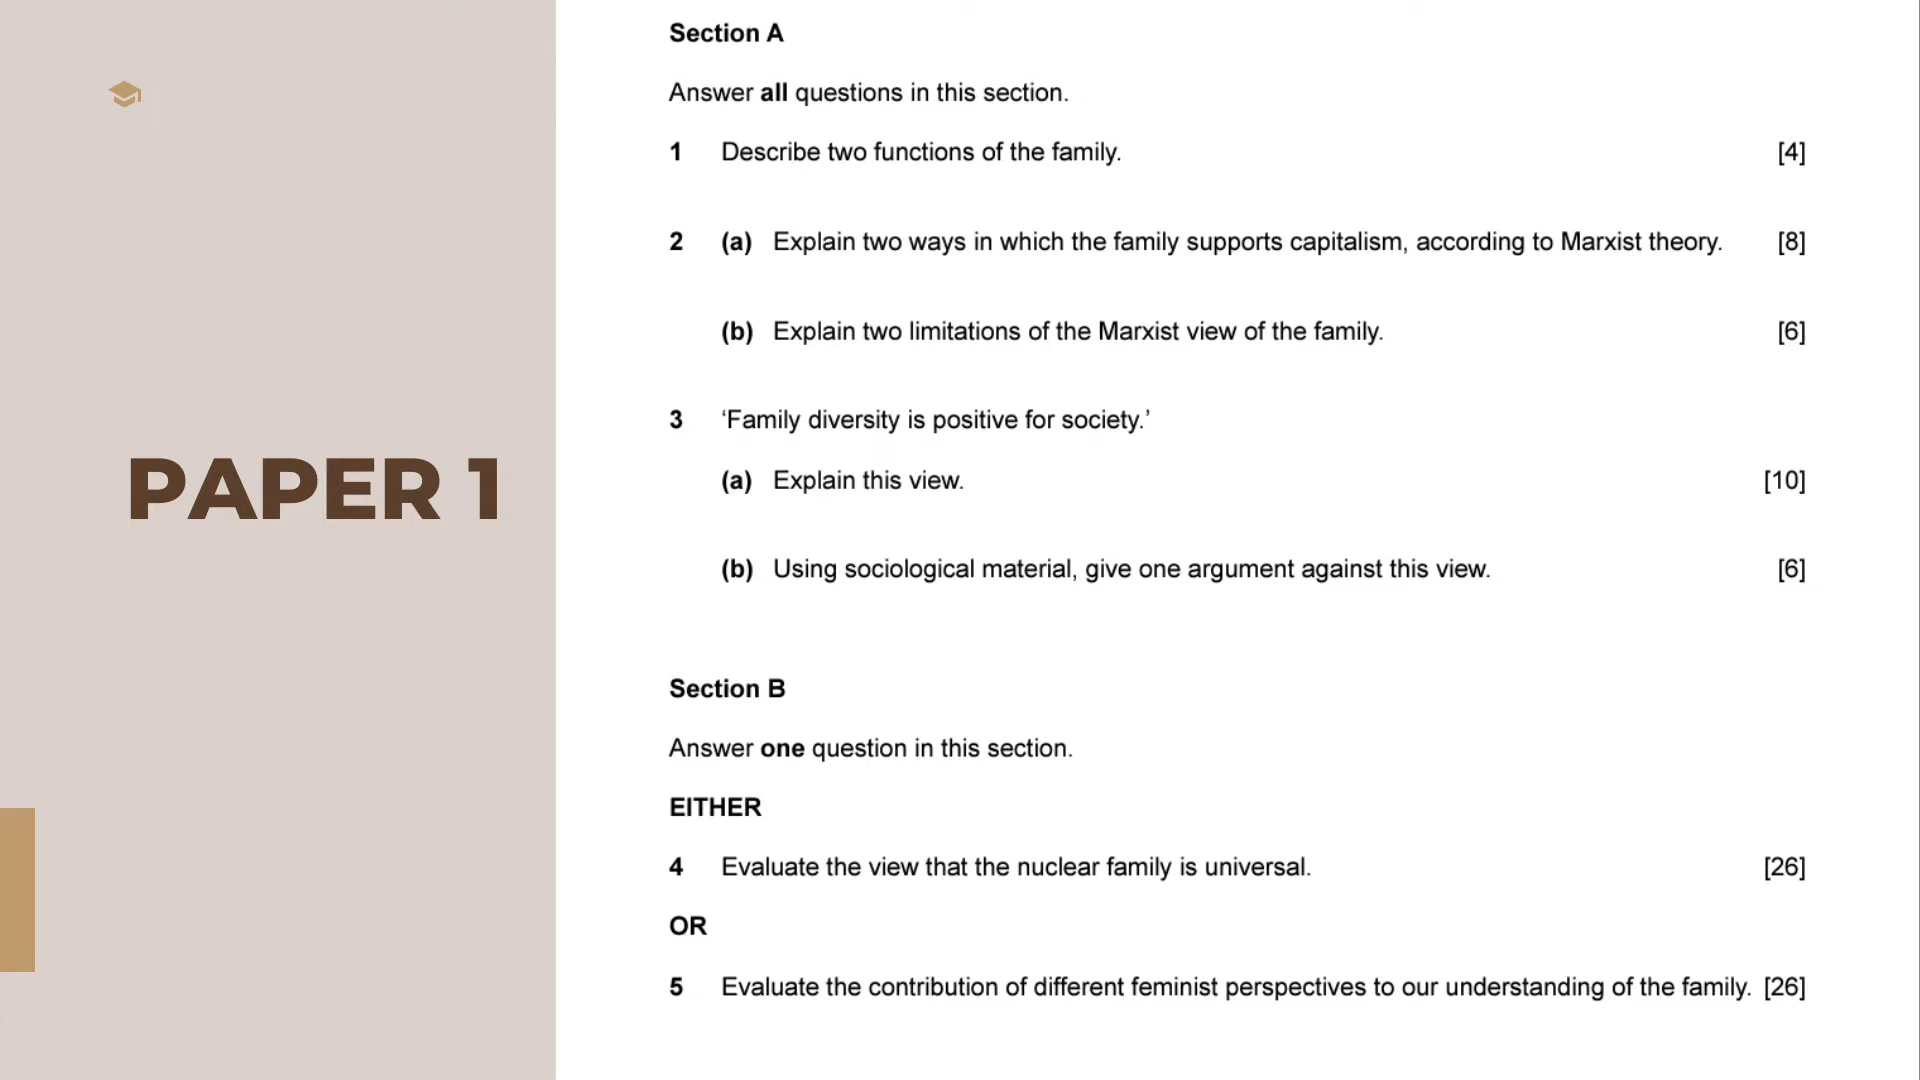 PAPER 1
Section A
Answer all questions in this section.
1 Describe two functions of the family. [4]
2 (a) Explain two ways in which the family supports capitalism, according to Marxist theory. [8]
(b) Explain two limitations of the Marxist view of the family. [6]
3 ‘Family diversity is positive for society.’
(a) Explain this view. [10]
(b) Using sociological material, give one argument against this view. [6]
Section B
Answer one question in this section.
EITHER
4 Evaluate the view that the nuclear family is universal. [26]
OR
5 Evaluate the contribution of different feminist perspectives to our understanding of the family. [26]